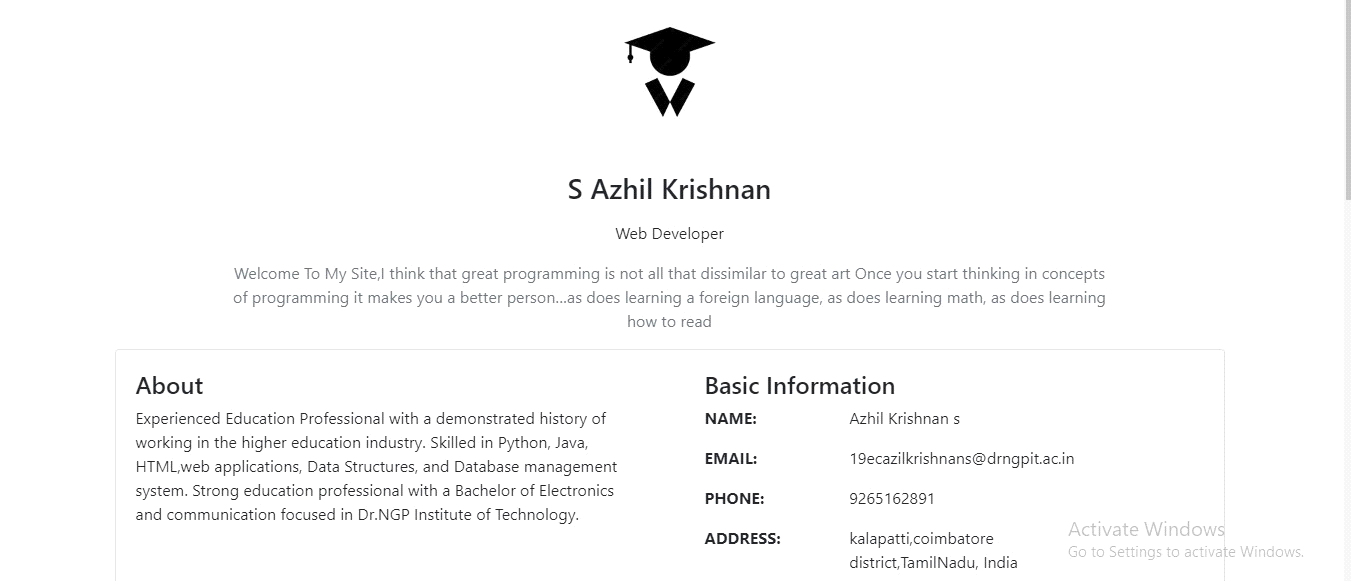 S Azhil Krishnan
Web Developer
Welcome To My Site,I think that great programming is not all that dissimilar to great art Once you start thinking in concepts
of programming it makes you a better person...as does learning a foreign language, as does learning math, as does learning
how to read
About
Experienced Education Professional with a demonstrated history of
working in the higher education industry. Skilled in Python, Java,
HTML,web applications, Data Structures, and Database management
system. Strong education professional with a Bachelor of Electronics
and communication focused in Dr.NGP Institute of Technology.
Basic Information
NAME: Azhil Krishnan s
EMAIL: 19ecazilkrishnans@drngpit.ac.in
PHONE: 9265162891
ADDRESS: kalapatti,coimbatore
district,TamilNadu, India
Activate Windows
Go to Settings to activate Windows.